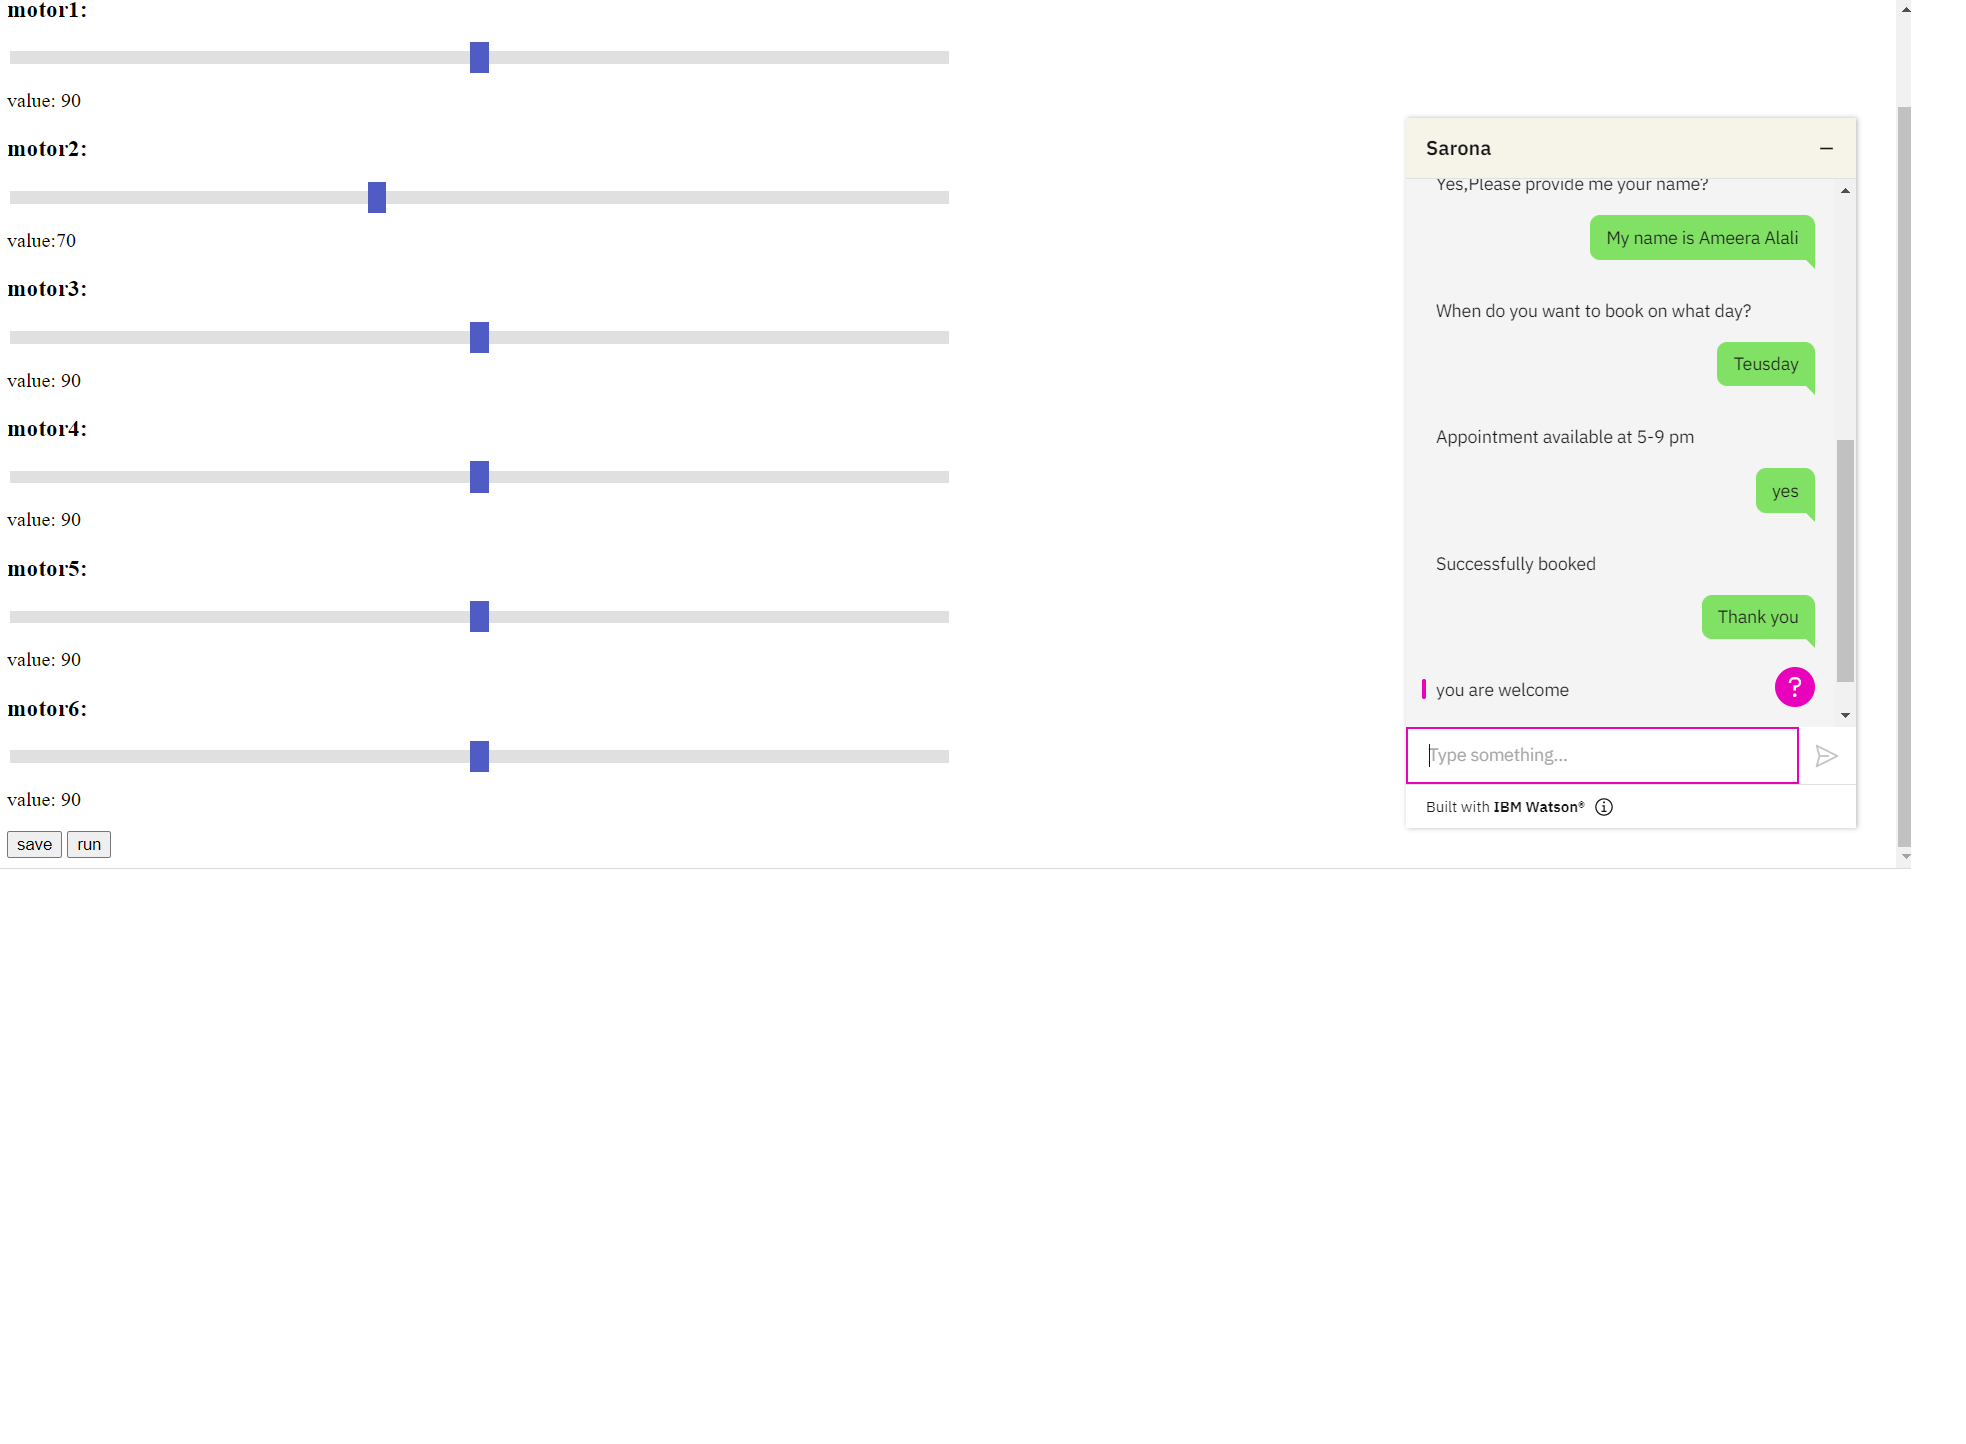 motor1:
value: 90
motor2:
value:70
motor3:
value: 90
motor4:
value: 90
motor5:
value: 90
motor6:
value: 90
save run
Sarona
Yes,Please provide me your name?
My name is Ameera Alali
When do you want to book on what day?
Teusday
Appointment available at 5-9 pm
yes
Successfully booked
Thank you
you are welcome
?
Type something...
Built with IBM Watson®